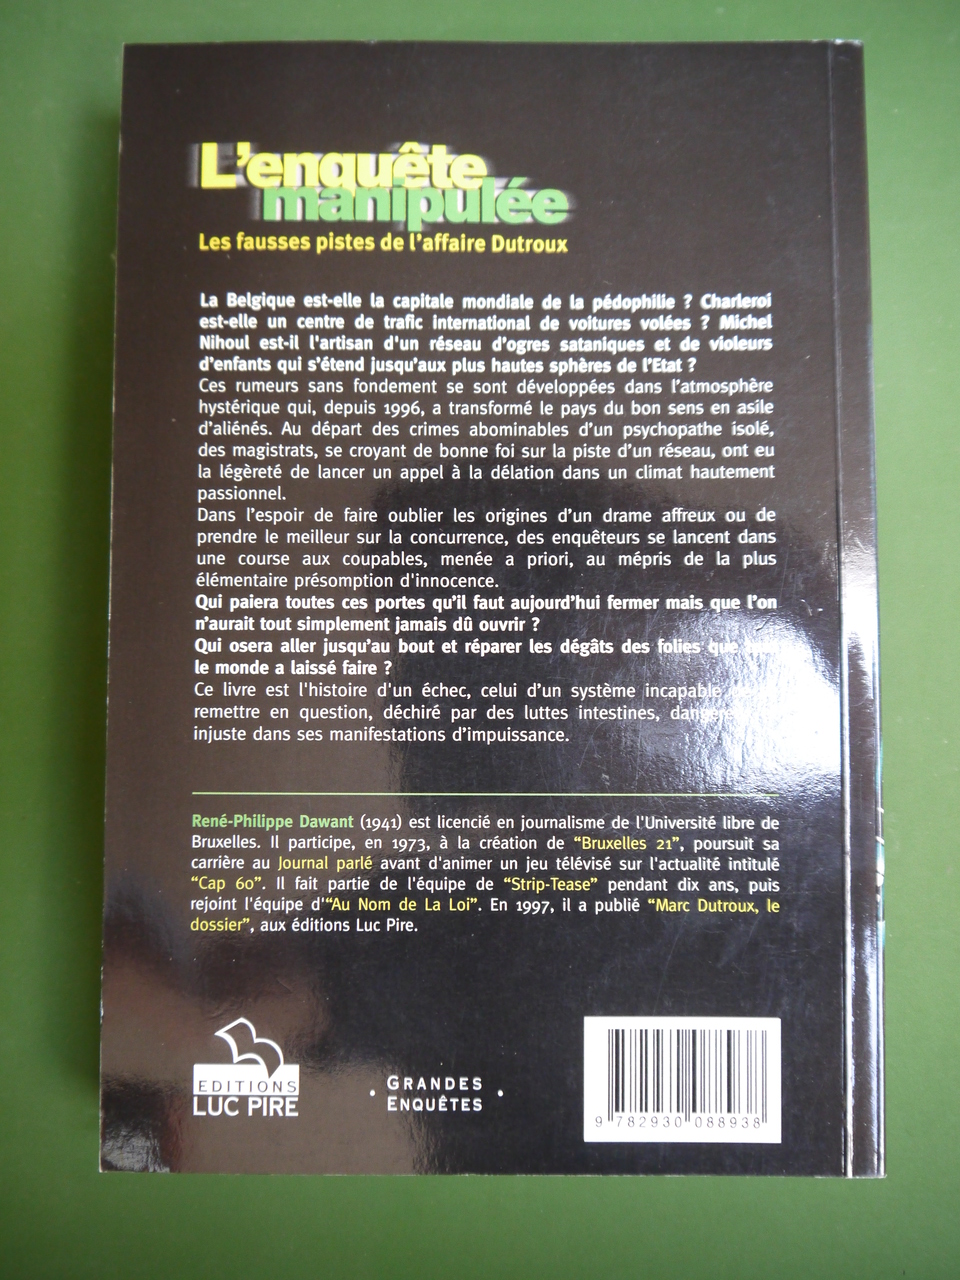 L'enquête
manipulée
Les fausses pistes de l'affaire Dutroux
La Belgique est-elle la capitale mondiale de la pédophilie ? Charleroi
est-elle un centre de trafic international de voitures volées ? Michel
Nihoul est-il l'artisan d'un réseau d'ogres sataniques et de violeurs
d'enfants qui s'étend jusqu'aux plus hautes sphères de l'Etat ?
Ces rumeurs sans fondement se sont développées dans l'atmosphère
hystérique qui, depuis 1996, a transformé le pays du bon sens en asile
d'aliénés. Au départ des crimes abominables d'un psychopathe isolé,
des magistrats, se croyant de bonne foi sur la piste d'un réseau, ont eu
la légèreté de lancer un appel à la délation dans un climat hautement
passionnel.
Dans l'espoir de faire oublier les origines d'un drame affreux ou de
prendre le meilleur sur la concurrence, des enquêteurs se lancent dans
une course aux coupables, menée a priori, au mépris de la plus
élémentaire présomption d'innocence.
Qui paiera toutes ces portes qu'il faut aujourd'hui fermer mais que l'on
n'aurait tout simplement jamais dû ouvrir ?
Qui osera aller jusqu'au bout et réparer les dégâts des folies que
le monde a laissé faire ?
Ce livre est l'histoire d'un échec, celui d'un système incapable
remettre en question, déchiré par des luttes intestines,
injuste dans ses manifestations d'impuissance.
René-Philippe Dawant (1941) est licencié en journalisme de l'Université libre de
Bruxelles. Il participe, en 1973, à la création de "Bruxelles 21", poursuit sa
carrière au Journal parlé avant d'animer un jeu télévisé sur l'actualité intitulé
"Cap 60". Il fait partie de l'équipe de "Strip-Tease" pendant dix ans, puis
rejoint l'équipe d'"Au Nom de La Loi". En 1997, il a publié "Marc Dutroux, le
dossier", aux éditions Luc Pire.
EDITIONS
LUC PIRE
• GRANDES
ENQUÊTES •
9 782930 088938